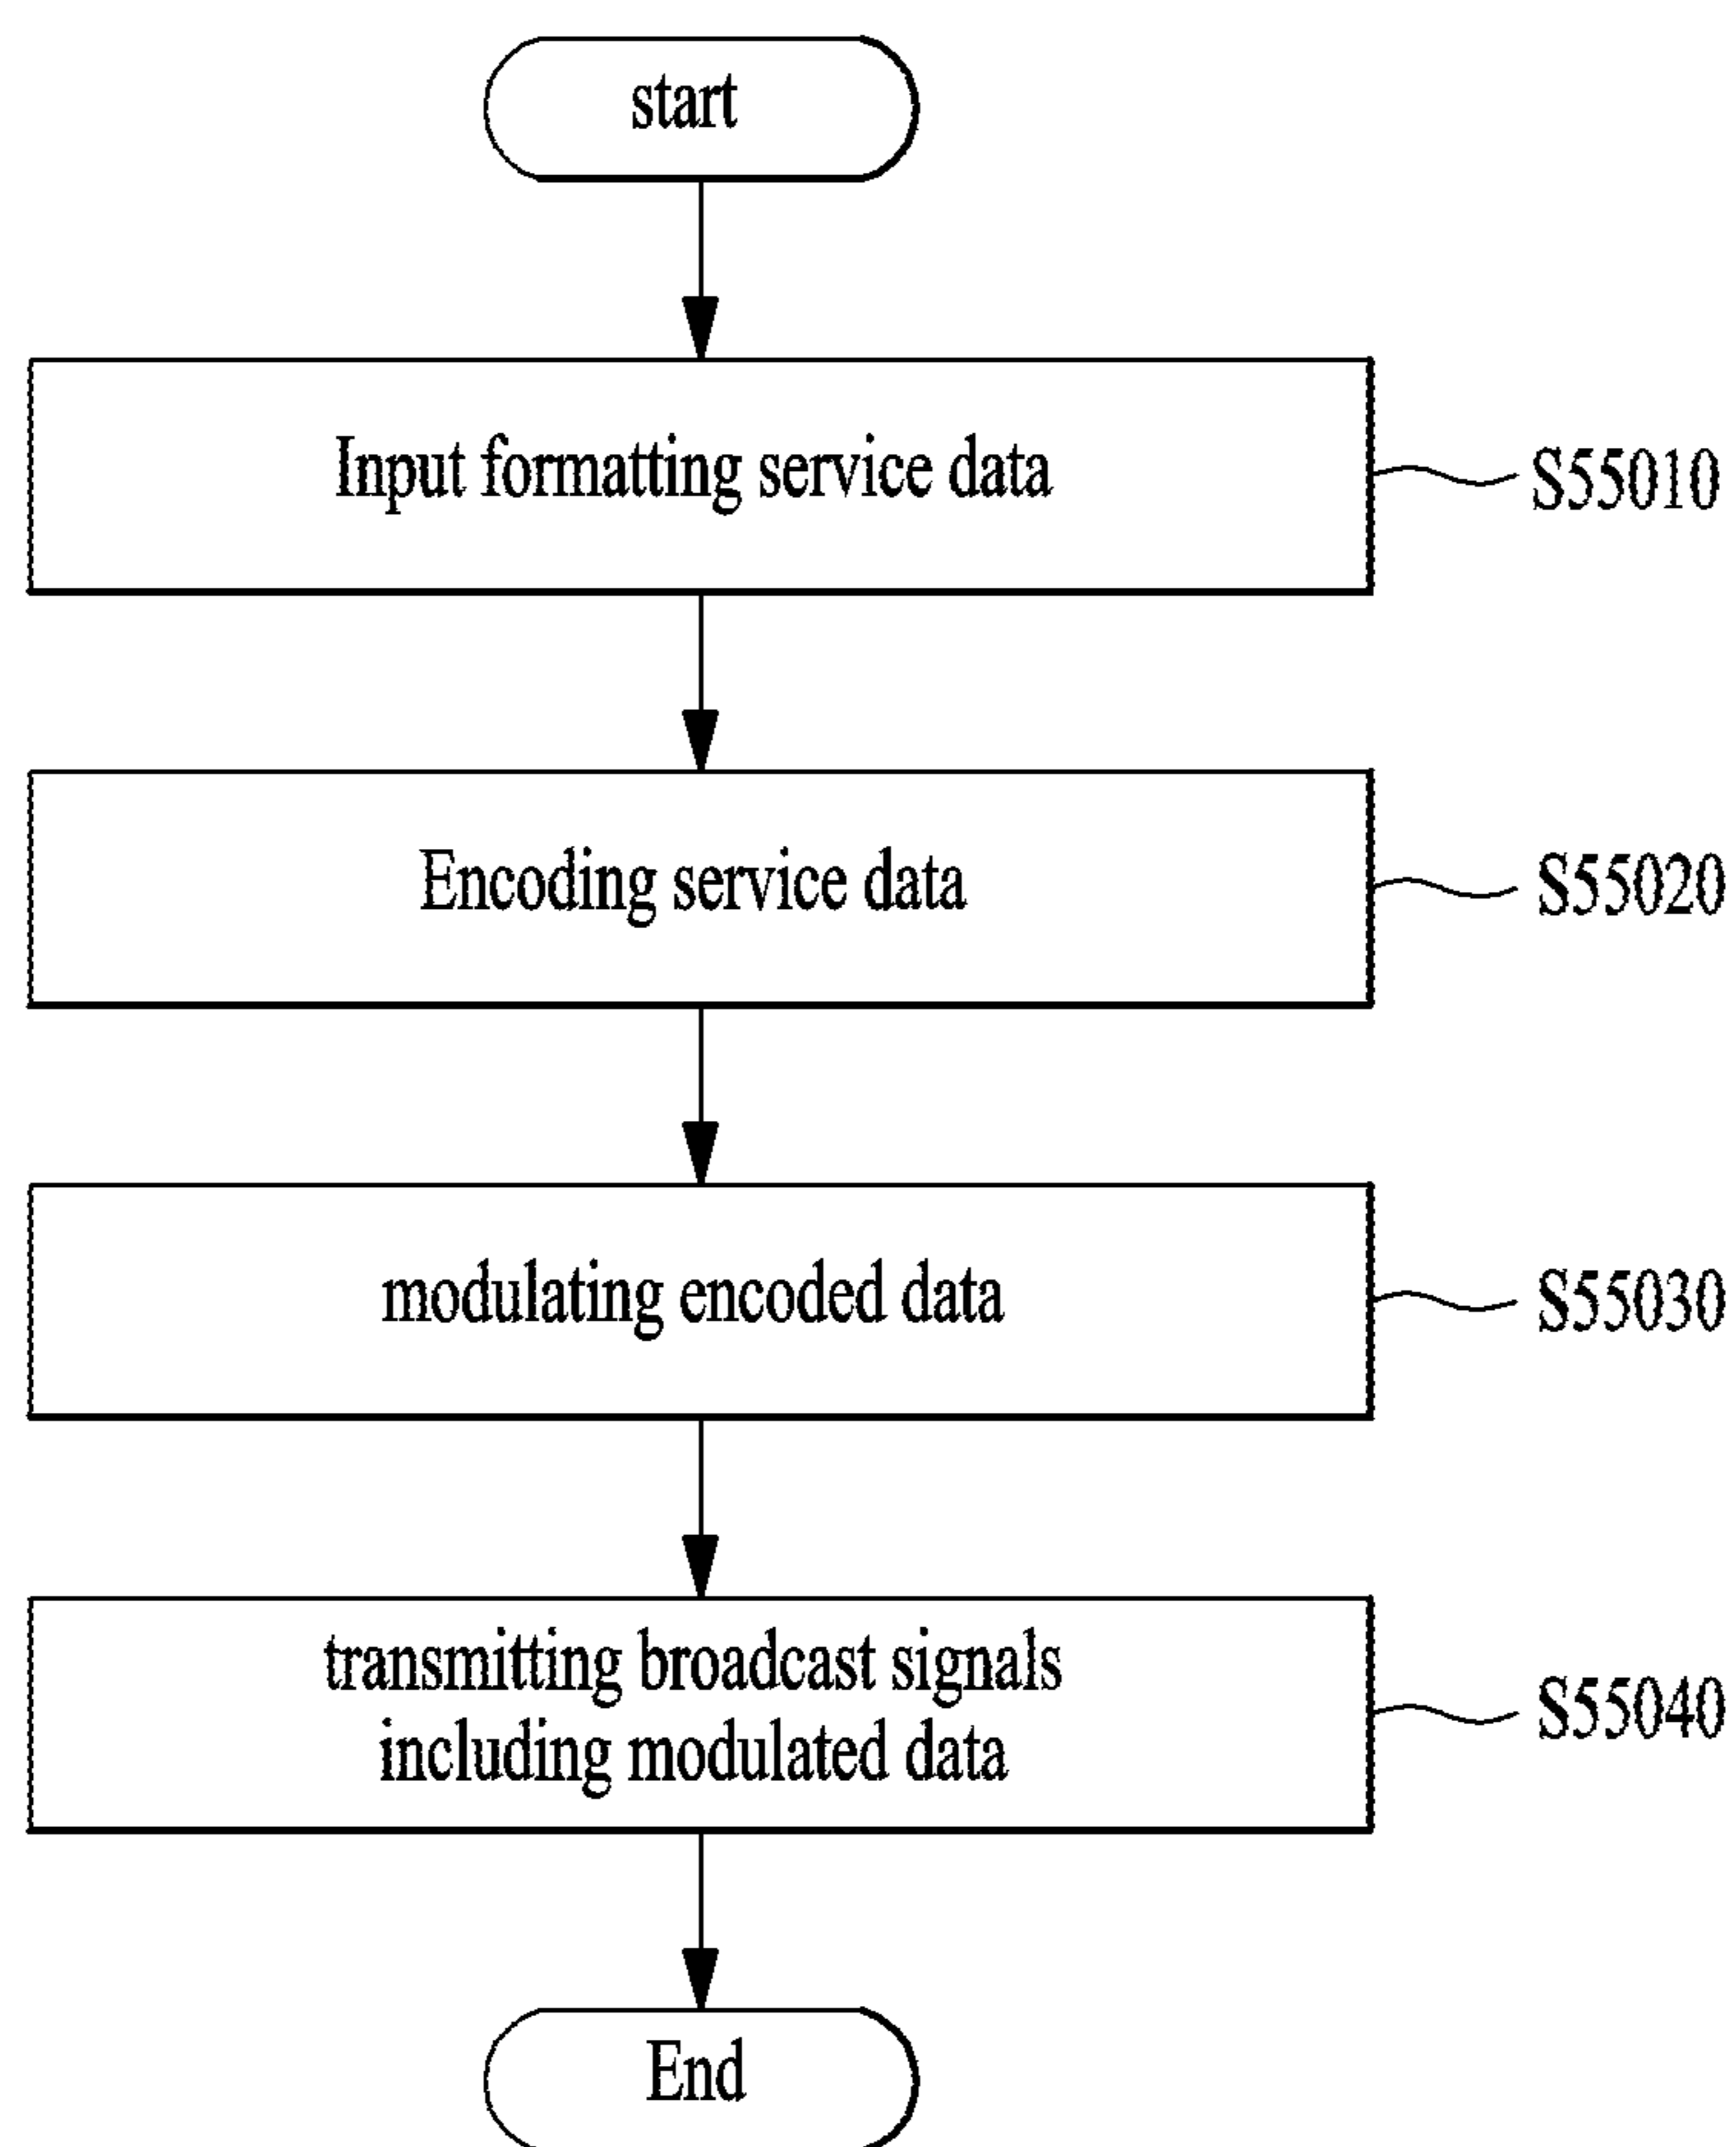 start
Input formatting service data
S55010
Encoding service data
S55020
modulating encoded data
S55030
transmitting broadcast signals
including modulated data
S55040
End